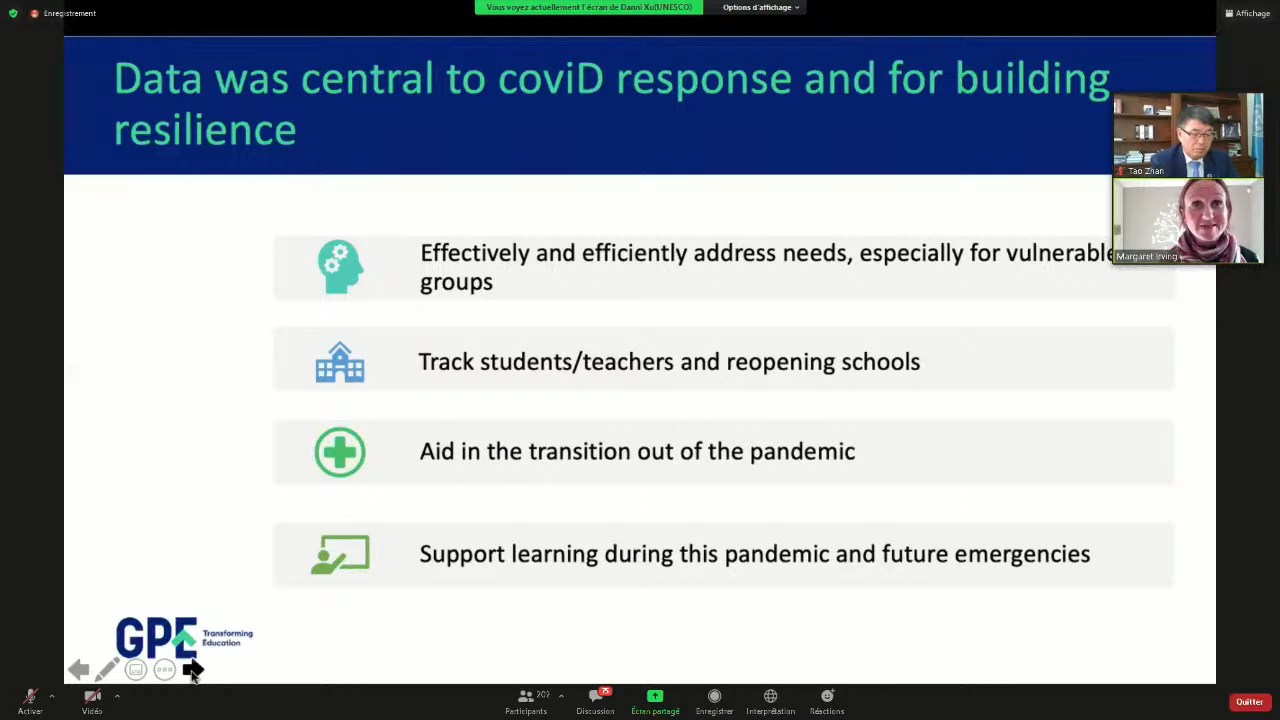 Enregistrement
Vous voyez actuellement l'écran de Danni Xu(UNESCO)
Options d'affichage
Affichage
Data was central to coviD response and for building
resilience
Tao Zhan
Margaret Irving
Effectively and efficiently address needs, especially for vulnerable
groups
Track students/teachers and reopening schools
Aid in the transition out of the pandemic
Support learning during this pandemic and future emergencies
GPE Transforming
Education
Activer
Vidéo
202
Participants
75
Discussion
Écran partagé
Enregistrer
Interprétation
Réactions
Quitter